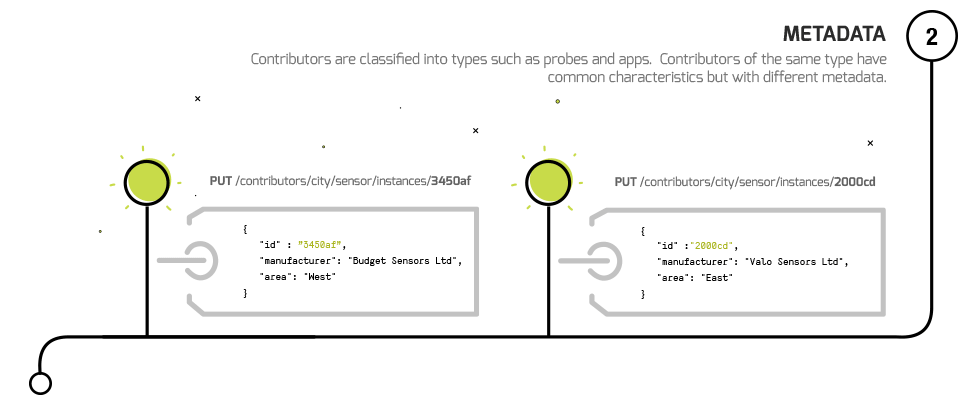 METADATA
2
Contributors are classified into types such as probes and apps. Contributors of the same type have
common characteristics but with different metadata.
PUT /contributors/city/sensor/instances/3450af
{
"id" : "3450af",
"manufacturer": "Budget Sensors Ltd",
"area": "West"
}
PUT /contributors/city/sensor/instances/2000cd
{
"id" :"2000cd",
"manufacturer": "Valo Sensors Ltd",
"area": "East"
}